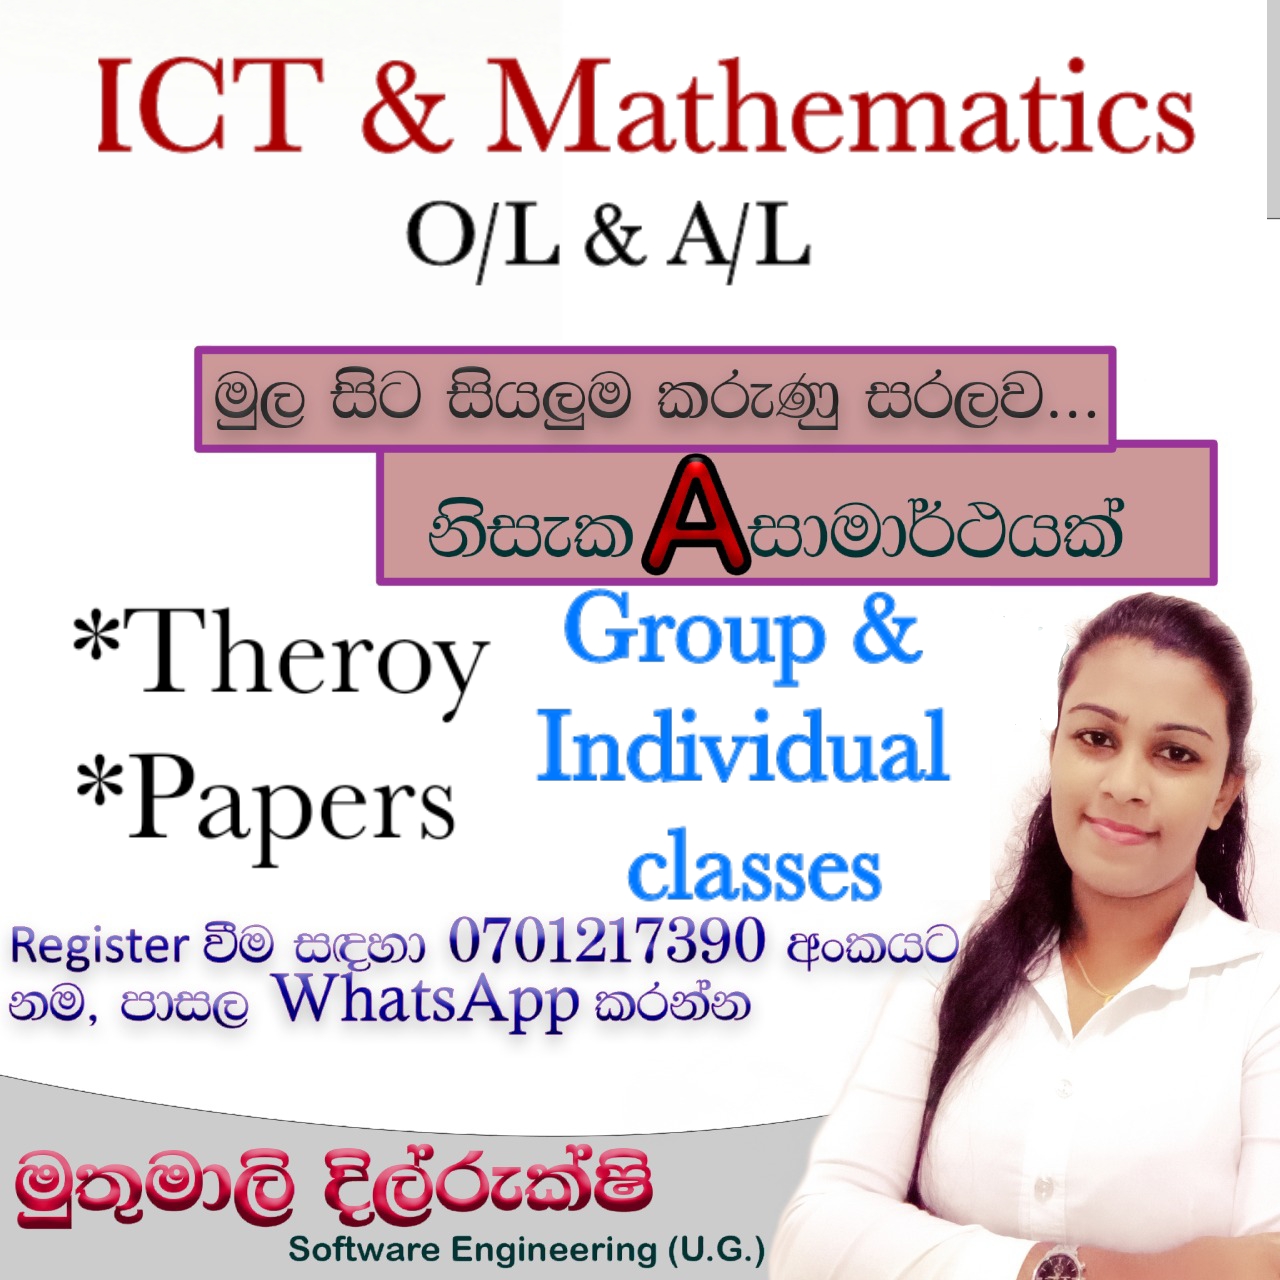 ICT & Mathematics
O/L & A/L
මුල සිට සියලුම කරුණු සරලව...
නිසැක A සාමාර්ථයක්
*Theroy
*Papers
Group &
Individual
classes
Register වීම සඳහා 0701217390 අංකයට
නම, පාසල WhatsApp කරන්න
මුතුමාලි දිල්රුක්ෂි
Software Engineering (U.G.)